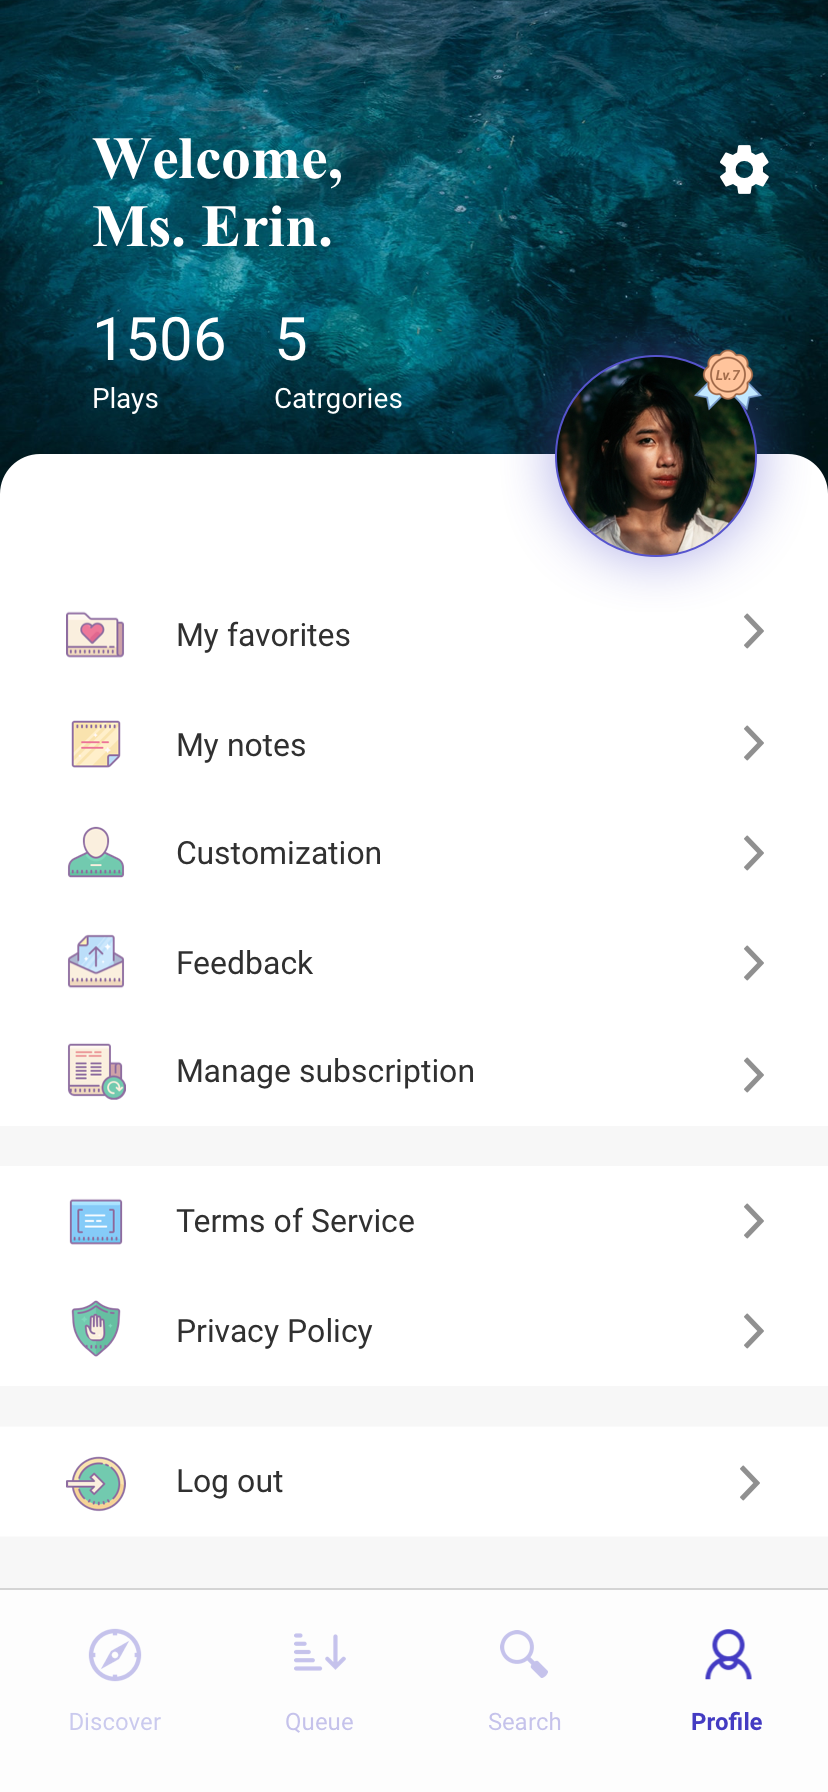 Welcome,
Ms. Erin.
1506 5
Plays Catrgories
Lv.7
My favorites
My notes
Customization
Feedback
Manage subscription
Terms of Service
Privacy Policy
Log out
Discover Queue Search Profile